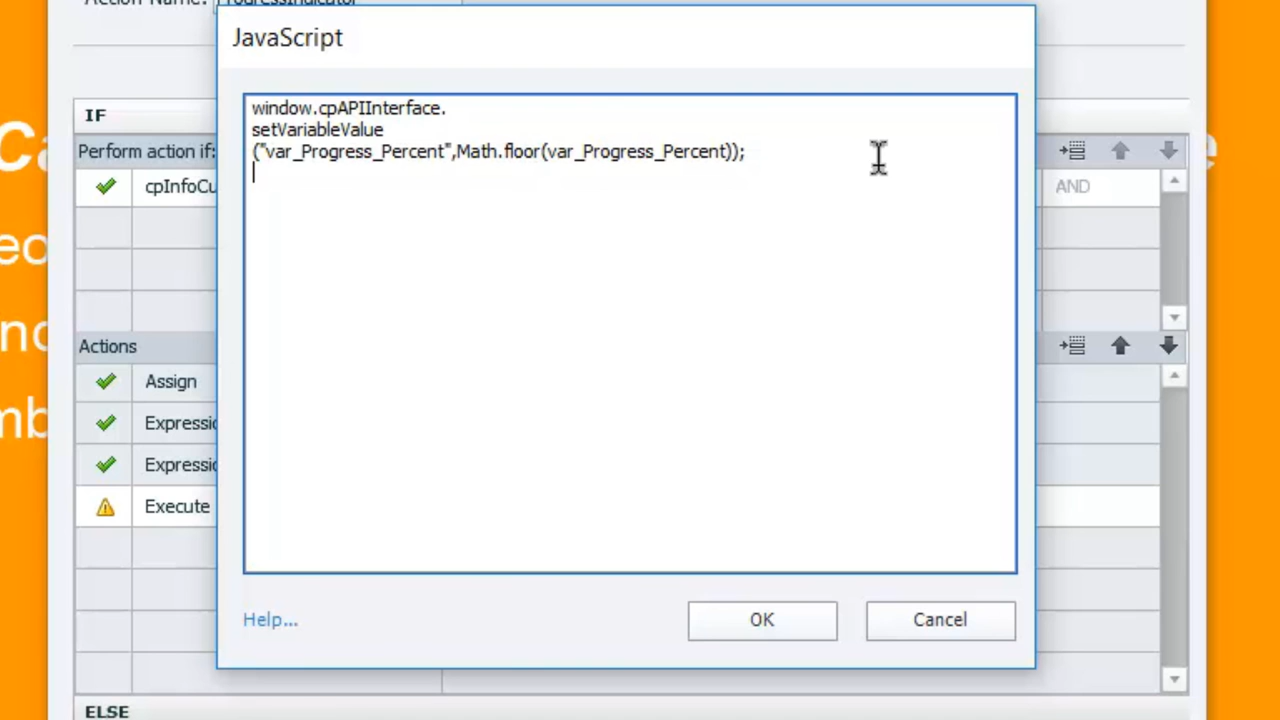 Action Name: ProgressIndicator
JavaScript
window.cpAPIInterface.
setVariableValue
("var_Progress_Percent",Math.floor(var_Progress_Percent));
IF
Perform action if:
cpInfoCu
AND
Actions
Assign
Expressio
Expressio
Execute
Help...
OK
Cancel
ELSE